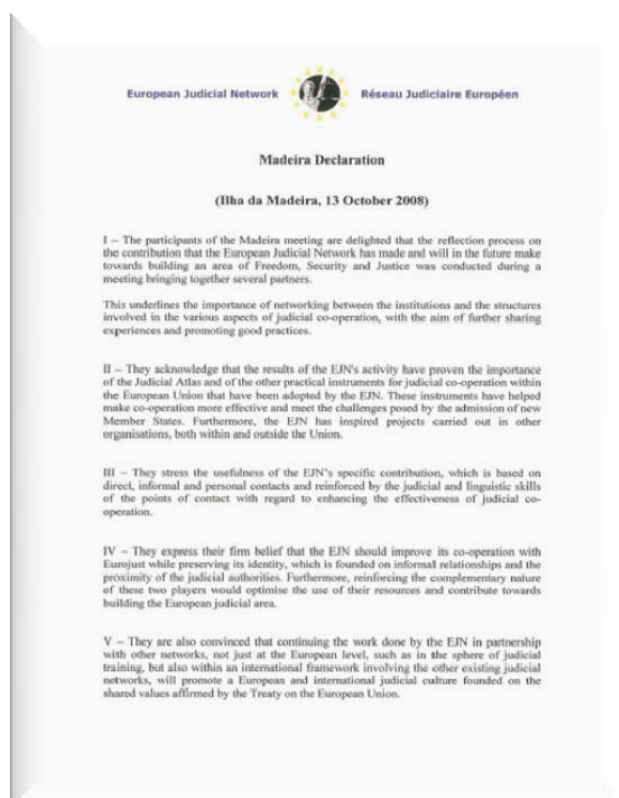 European Judicial Network Réseau Judiciaire Européen
Madeira Declaration
(Ilha da Madeira, 13 October 2008)
I – The participants of the Madeira meeting are delighted that the reflection process on
the contribution that the European Judicial Network has made and will in the future make
towards building an area of Freedom, Security and Justice was conducted during a
meeting bringing together several partners.
This underlines the importance of networking between the institutions and the structures
involved in the various aspects of judicial co-operation, with the aim of further sharing
experiences and promoting good practices.
II – They acknowledge that the results of the EJN's activity have proven the importance
of the Judicial Atlas and of the other practical instruments for judicial co-operation within
the European Union that have been adopted by the EJN. These instruments have helped
make co-operation more effective and meet the challenges posed by the admission of new
Member States. Furthermore, the EJN has inspired projects carried out in other
organisations, both within and outside the Union.
III – They stress the usefulness of the EJN's specific contribution, which is based on
direct, informal and personal contacts and reinforced by the judicial and linguistic skills
of the points of contact with regard to enhancing the effectiveness of judicial co-
operation.
IV – They express their firm belief that the EJN should improve its co-operation with
Eurojust while preserving its identity, which is founded on informal relationships and the
proximity of the judicial authorities. Furthermore, reinforcing the complementary nature
of these two players would optimise the use of their resources and contribute towards
building the European judicial area.
V – They are also convinced that continuing the work done by the EJN in partnership
with other networks, not just at the European level, such as in the sphere of judicial
training, but also within an international framework involving the other existing judicial
networks, will promote a European and international judicial culture founded on the
shared values affirmed by the Treaty on the European Union.